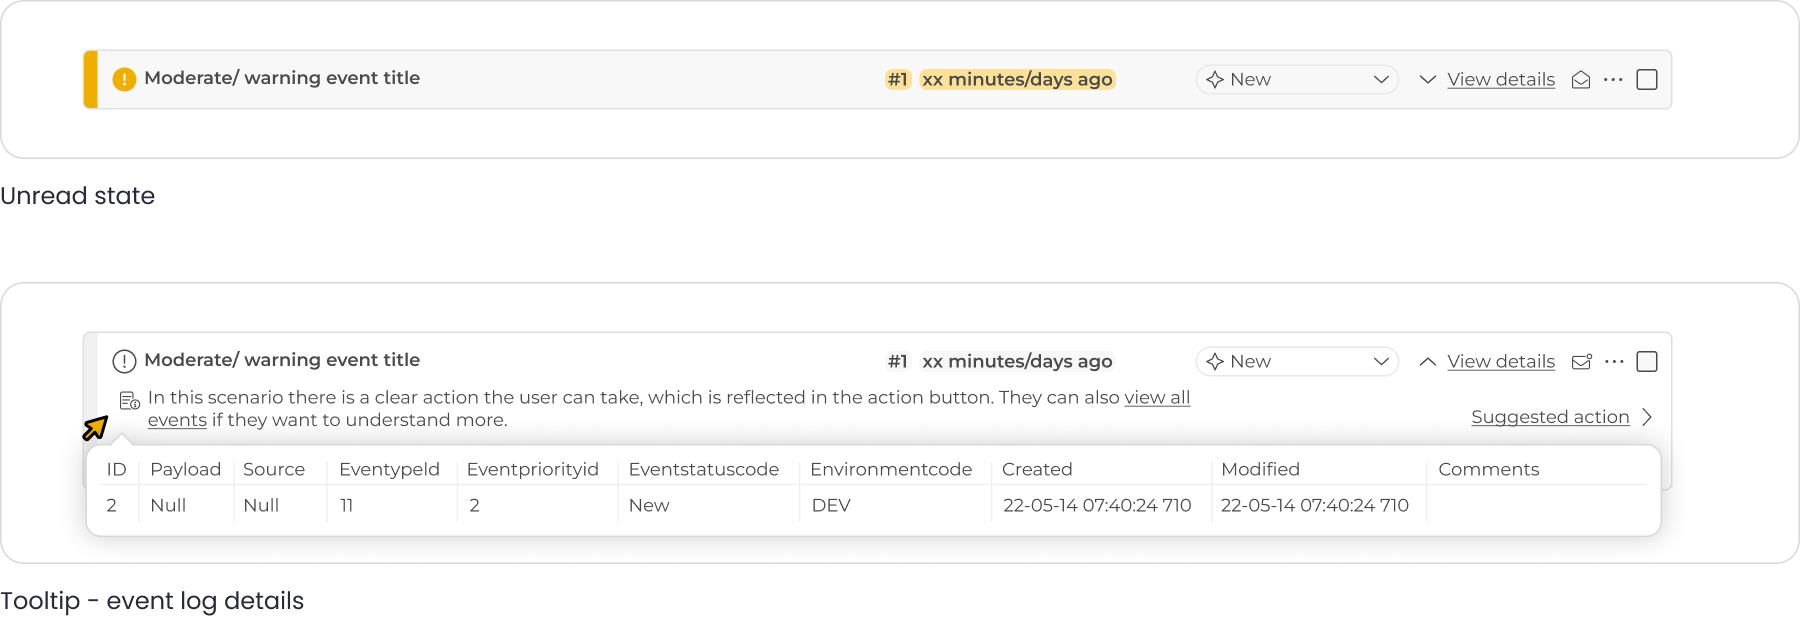 Moderate/ warning event title #1 xx minutes/days ago New View details
Unread state
Moderate/ warning event title #1 xx minutes/days ago New View details
In this scenario there is a clear action the user can take, which is reflected in the action button. They can also view all
events if they want to understand more.
Suggested action
ID Payload Source Eventypeld Eventpriorityid Eventstatuscode Environmentcode Created Modified Comments
2 Null Null 11 2 New DEV 22-05-14 07:40:24 710 22-05-14 07:40:24 710
Tooltip - event log details